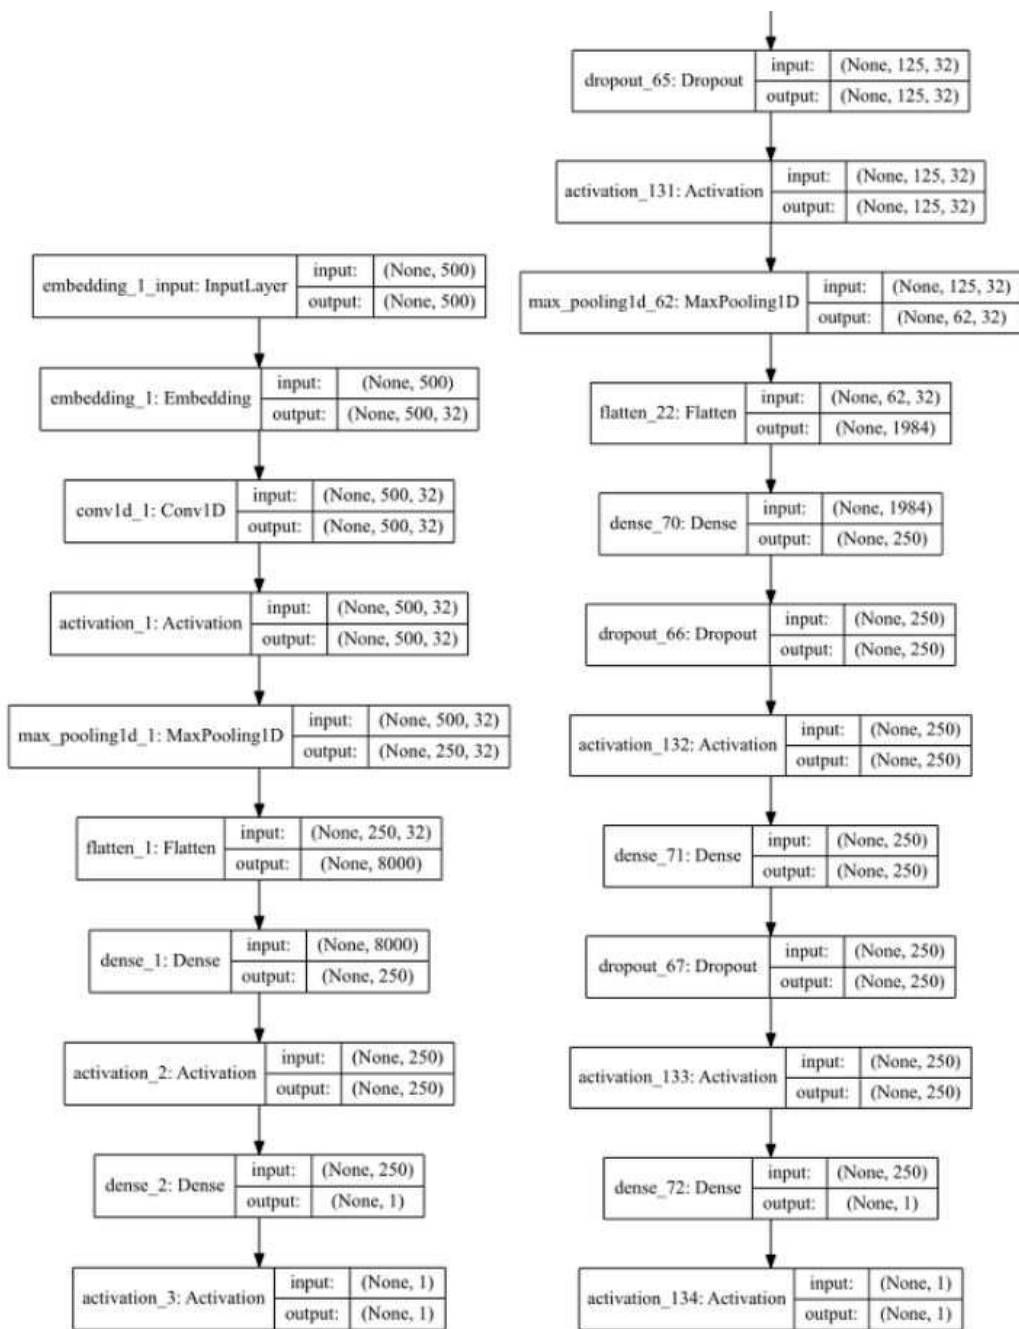 embedding_1_input: InputLayer input: (None, 500)
output: (None, 500)
embedding_1: Embedding input: (None, 500)
output: (None, 500, 32)
conv1d_1: Conv1D input: (None, 500, 32)
output: (None, 500, 32)
activation_1: Activation input: (None, 500, 32)
output: (None, 500, 32)
max_pooling1d_1: MaxPooling1D input: (None, 500, 32)
output: (None, 250, 32)
flatten_1: Flatten input: (None, 250, 32)
output: (None, 8000)
dense_1: Dense input: (None, 8000)
output: (None, 250)
activation_2: Activation input: (None, 250)
output: (None, 250)
dense_2: Dense input: (None, 250)
output: (None, 1)
activation_3: Activation input: (None, 1)
output: (None, 1)
dropout_65: Dropout input: (None, 125, 32)
output: (None, 125, 32)
activation_131: Activation input: (None, 125, 32)
output: (None, 125, 32)
max_pooling1d_62: MaxPooling1D input: (None, 125, 32)
output: (None, 62, 32)
flatten_22: Flatten input: (None, 62, 32)
output: (None, 1984)
dense_70: Dense input: (None, 1984)
output: (None, 250)
dropout_66: Dropout input: (None, 250)
output: (None, 250)
activation_132: Activation input: (None, 250)
output: (None, 250)
dense_71: Dense input: (None, 250)
output: (None, 250)
dropout_67: Dropout input: (None, 250)
output: (None, 250)
activation_133: Activation input: (None, 250)
output: (None, 250)
dense_72: Dense input: (None, 250)
output: (None, 1)
activation_134: Activation input: (None, 1)
output: (None, 1)